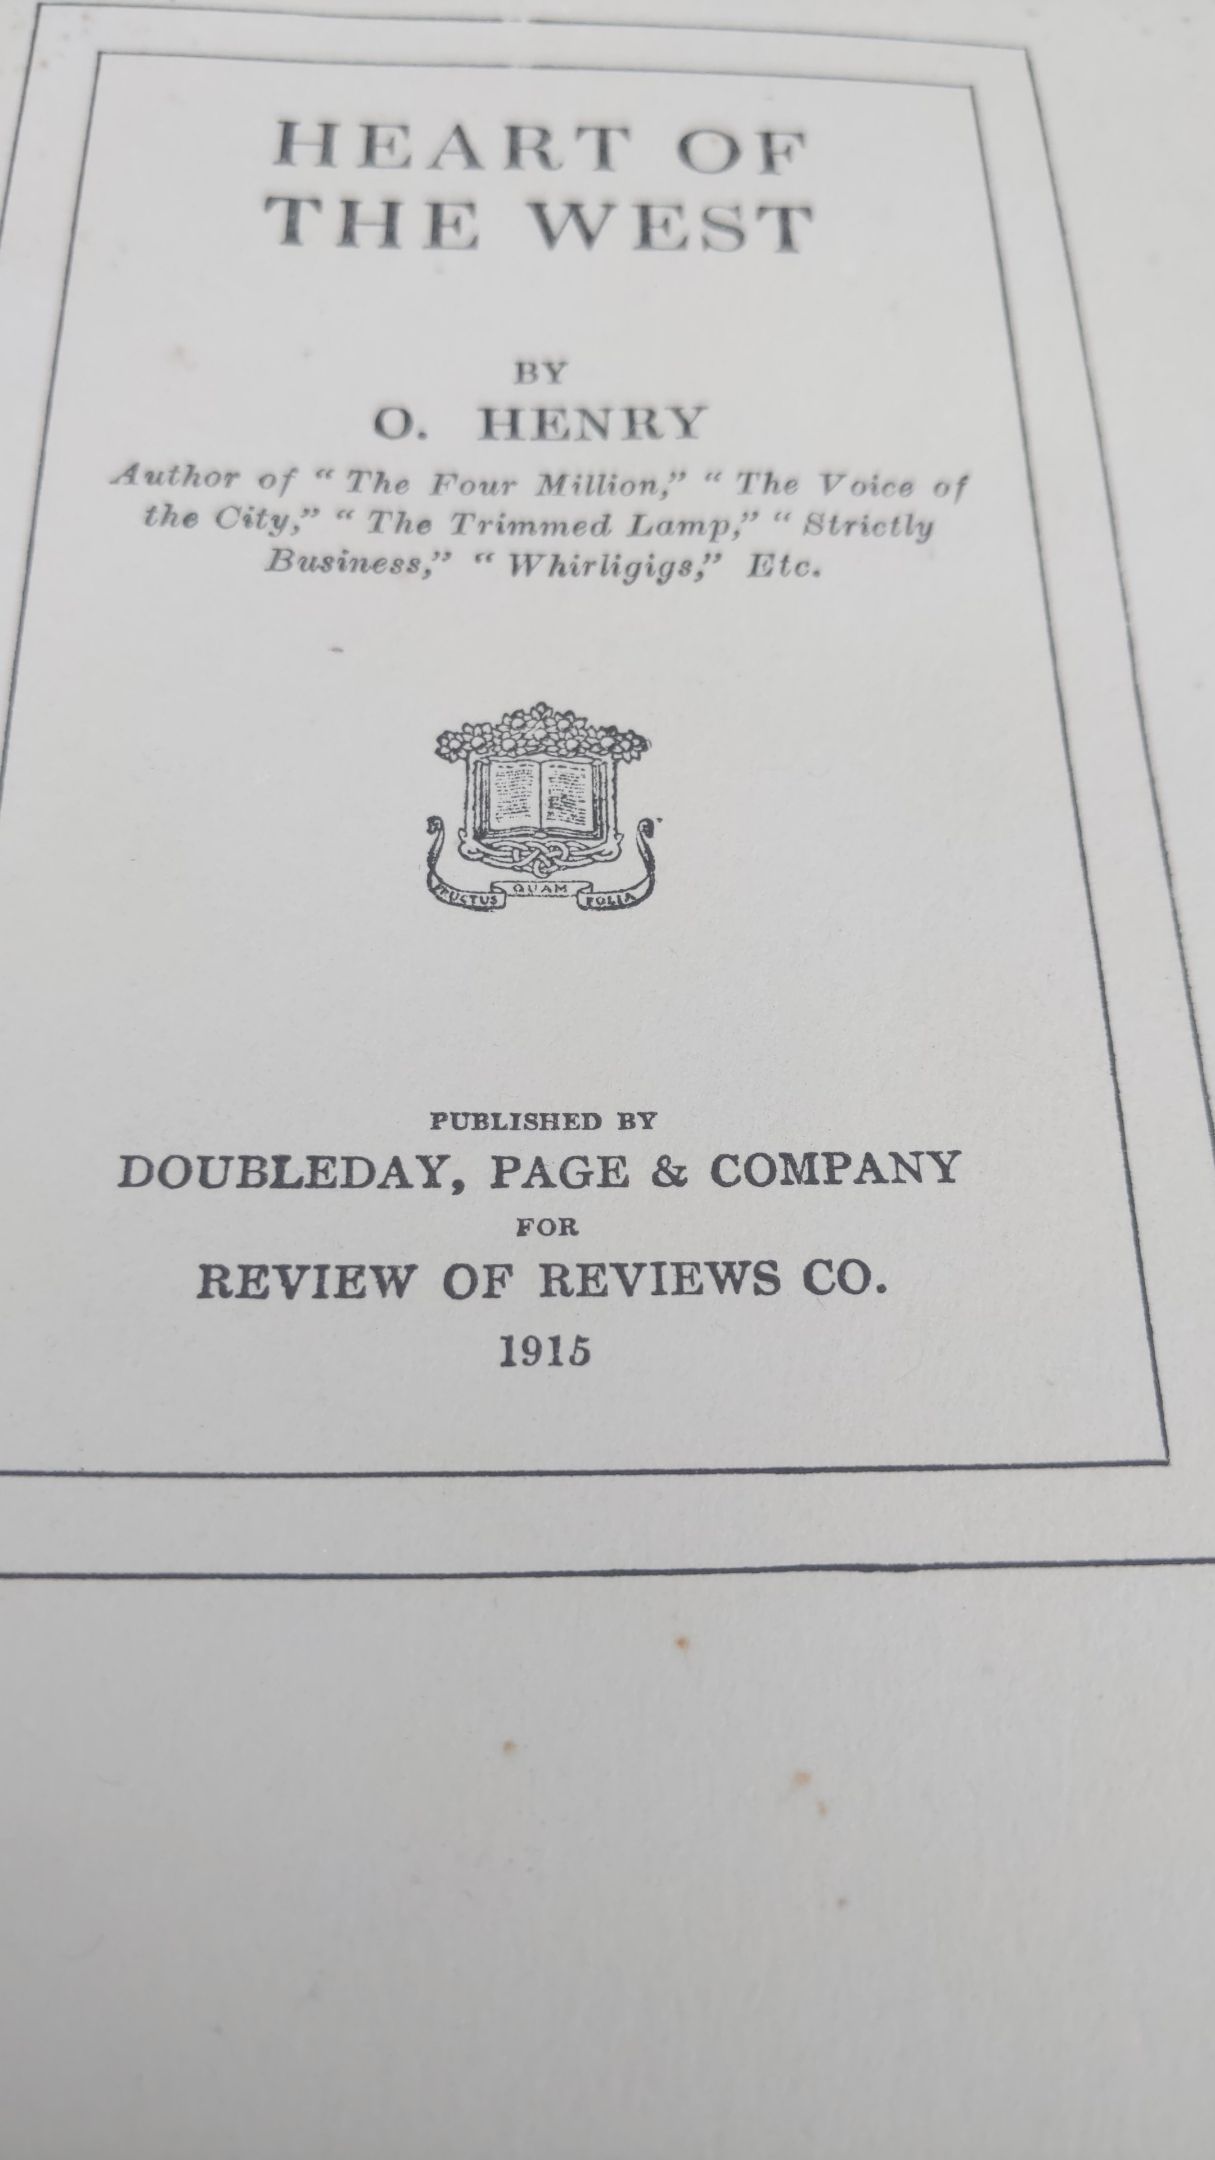 HEART OF
THE WEST
BY
O. HENRY
Author of “The Four Million,” “The Voice of
the City,” “The Trimmed Lamp,” “Strictly
Business,” “Whirligigs,” Etc.
FRUCTUS QUAM FOLIA
PUBLISHED BY
DOUBLEDAY, PAGE & COMPANY
FOR
REVIEW OF REVIEWS CO.
1915